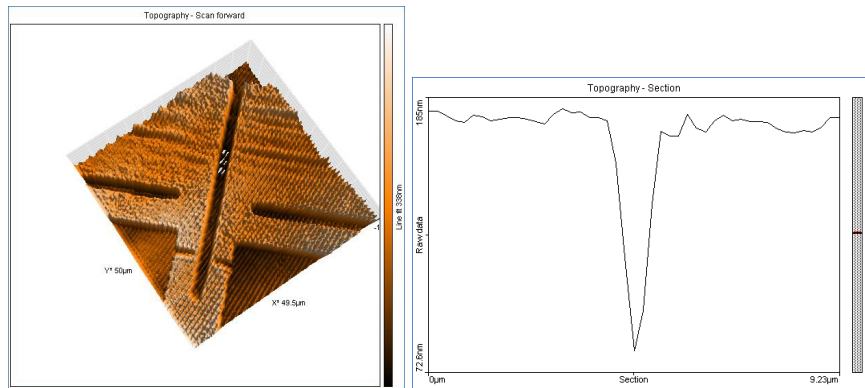 Topography - Scan forward
Line fit 338nm
-1
Y* 50µm
X* 49.5µm
Topography - Section
185nm
Raw data
72.6nm
0µm
Section
9.23µm